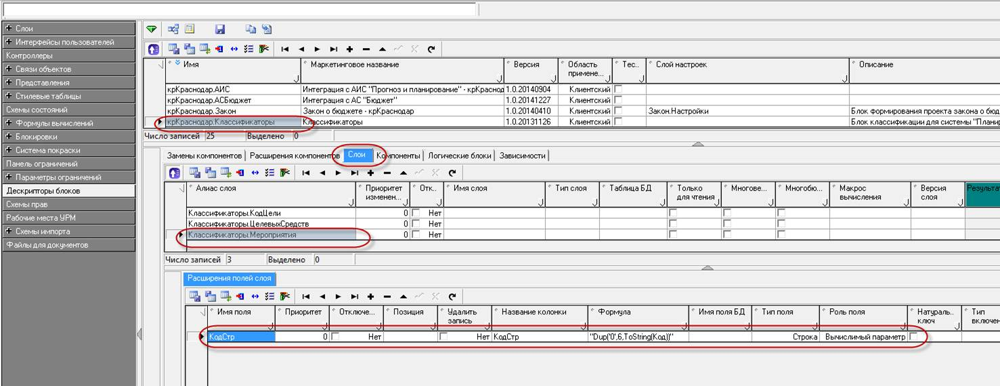 Слои
Интерфейсы пользователей
Контроллеры
Связи объектов
Представления
Стилевые таблицы
Схемы состояний
Формулы вычислений
Блокировки
Система покраски
Панель ограничений
Параметры ограничений
Дескрипторы блоков
Схемы прав
Рабочие места УРМ
Схемы импорта
Файлы для документов
Имя Маркетинговое название Версия Область примене... Тес.. Слой настроек Описание
крКраснодар.АИС Интеграция с АИС "Прогноз и планирование" - крКраснод 1.0.20140904 Клиентский
крКраснодар.АСБюджет Интеграция с АС "Бюджет" 1.0.20141227 Клиентский
крКраснодар.Закон Закон о бюджете - крКраснодар 1.0.20140410 Клиентский Закон.Настройки Блок формирования проекта закона о бюд
крКраснодар.Классификаторы Классификаторы 1.0.20131126 Клиентский Блок классификации для системы "Плани
Число записей 25 Выделено 0
Замены компонентов Расширения компонентов Слои Компоненты Логические блоки Зависимости
Алиас слоя Приоритет изменен... Отк.. Имя слоя Тип слоя Таблица БД Только для чтения Многове... Многобю... Макрос вычисления Версия слоя Результат
Классификаторы.КодЦели 0 Нет
Классификаторы.ЦелевыхСредств 0 Нет
Классификаторы.Мероприятия 0 Нет
Число записей 3 Выделено 0
Расширения полей слоя
Имя поля Приоритет Отключе... Позиция Удалить запись Название колонки Формула Имя поля БД Тип поля Роль поля Натураль.. ключ Тип включен
КодСтр 0 Нет Нет КодСтр "Dup('0',6,ToString(Код))" Строка Вычислимый параметр